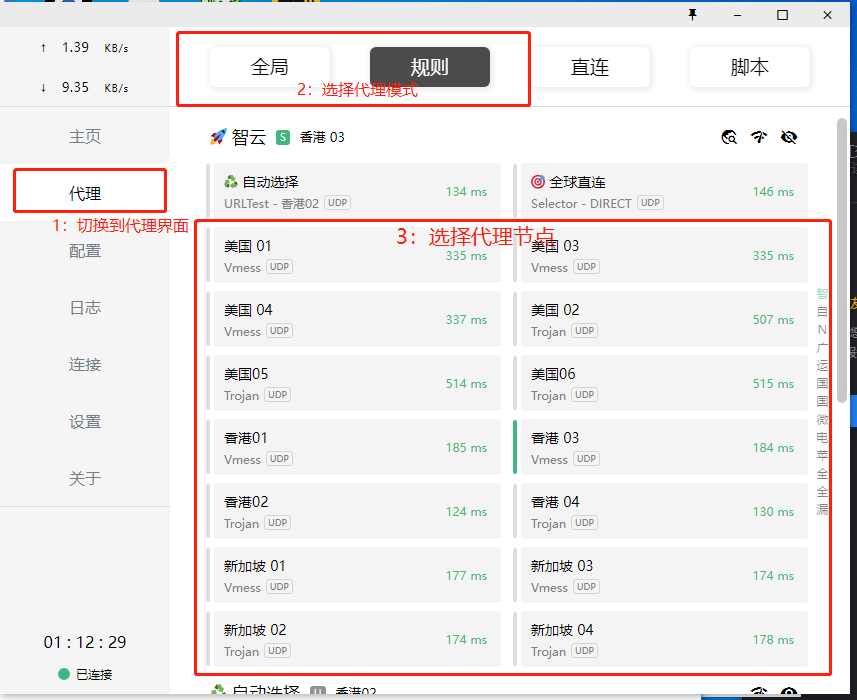 ↑ 1.39 KB/s
↓ 9.35 KB/s
主页
代理
1：切换到代理界面
配置
日志
连接
设置
关于
01 : 12 : 29
已连接
全局
规则
直连
脚本
2：选择代理模式
智云 S 香港 03
自动选择
URLTest - 香港02 UDP
134 ms
全球直连
Selector - DIRECT UDP
146 ms
3：选择代理节点
美国 01
Vmess UDP
335 ms
美国 03
Vmess UDP
335 ms
美国 04
Vmess UDP
337 ms
美国 02
Trojan UDP
507 ms
美国05
Trojan UDP
514 ms
美国06
Trojan UDP
515 ms
香港01
Vmess UDP
185 ms
香港 03
Vmess UDP
184 ms
香港02
Trojan UDP
124 ms
香港 04
Trojan UDP
130 ms
新加坡 01
Vmess UDP
177 ms
新加坡 03
Vmess UDP
174 ms
新加坡 02
Trojan UDP
174 ms
新加坡 04
Trojan UDP
178 ms
自动选择 U 香港02
智
自
N
广
运
国
国
微
电
苹
全
全
漏